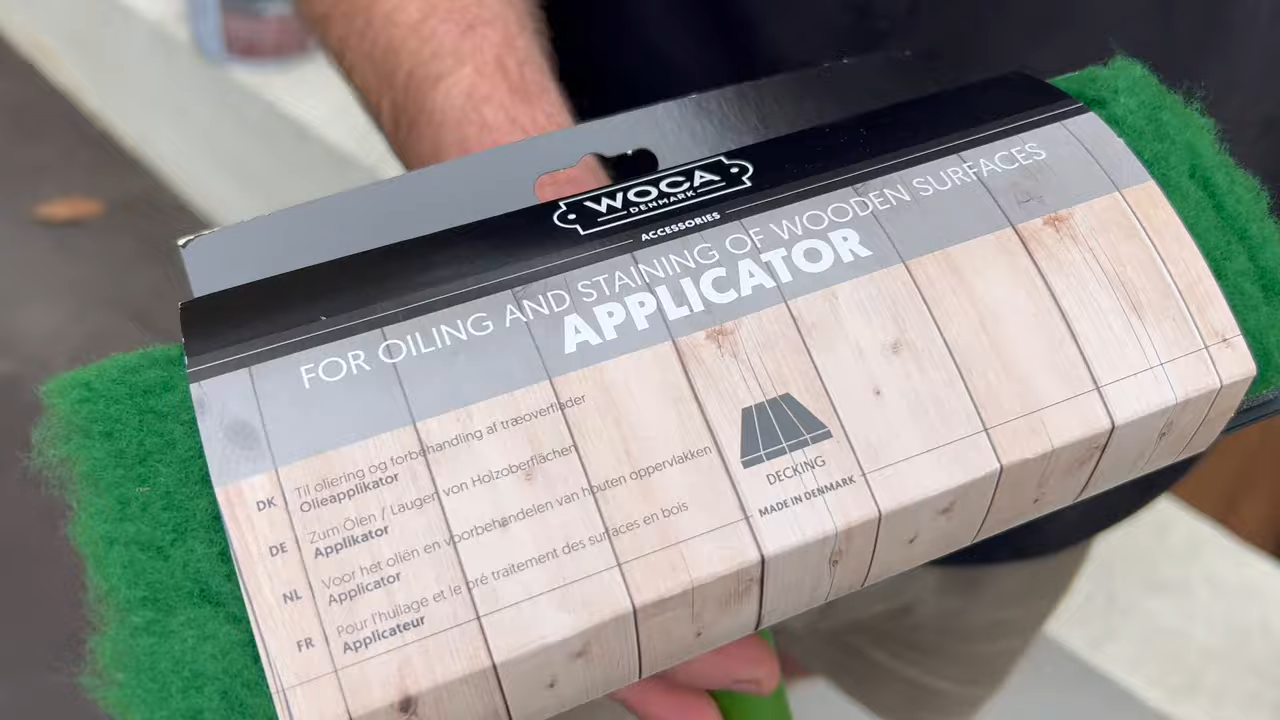 WOCA
DENMARK
ACCESSORIES
FOR OILING AND STAINING OF WOODEN SURFACES
APPLICATOR
DK
Til oliering og forbehandling af træoverflader
Olieapplikator
DE
Zum Ölen / Laugen von Holzoberflächen
Applikator
NL
Voor het oliën en voorbehandelen van houten oppervlakken
Applicator
FR
Pour l'huilage et le pré traitement des surfaces en bois
Applicateur
DECKING
MADE IN DENMARK